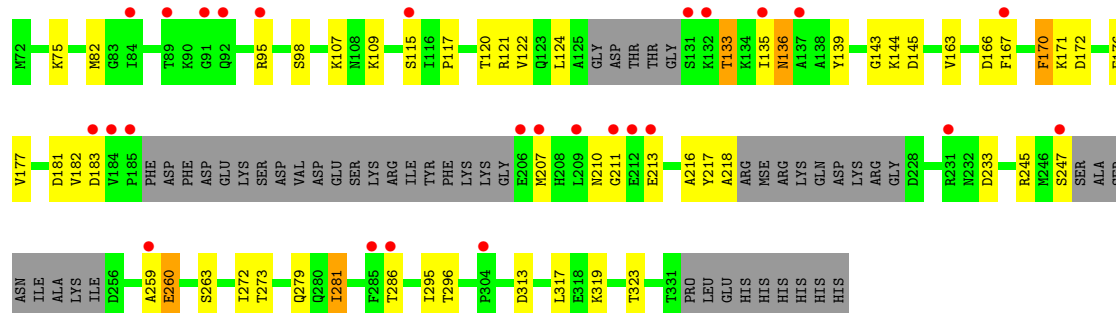 M72 K75 M82 G83 I84 T89 K90 G91 Q92 R95 S98 K107 N108 K109 S115 I116 P117 T120 R121 V122 Q123 L124 A125 GLY ASP THR THR GLY S131 K132 T133 K134 I135 N136 A137 A138 Y139 G143 K144 D145 V163 D166 F167 F170 K171 D172
V177 D181 V182 D183 V184 P185 PHE ASP PHE ASP GLU LYS SER ASP VAL ASP GLU SER LYS ARG ILE TYR PHE LYS LYS GLY E206 M207 H208 L209 N210 G211 E212 E213 A216 Y217 A218 ARG MSE ARG LYS GLN ASP LYS ARG GLY D228 R231 N232 D233 R245 M246 S247 SER ALA
ASN ILE ALA LYS ILE D256 A259 E260 S263 I272 T273 Q279 Q280 I281 F285 T286 I295 T296 P304 D313 L317 E318 K319 T323 T331 PRO LEU GLU HIS HIS HIS HIS HIS HIS